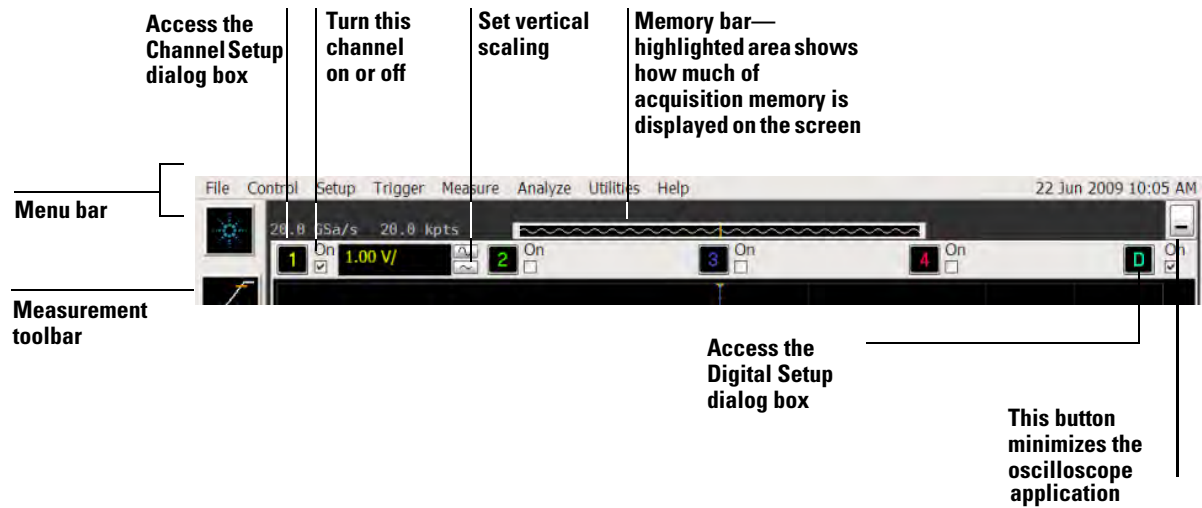 Access the
Channel Setup
dialog box
Turn this
channel
on or off
Set vertical
scaling
Memory bar—
highlighted area shows
how much of
acquisition memory is
displayed on the screen
Menu bar
File Control Setup Trigger Measure Analyze Utilities Help 22 Jun 2009 10:05 AM
20.0 GSa/s 20.0 kpts
1 On 1.00 V/ 2 On 3 On 4 On D On
Measurement
toolbar
Access the
Digital Setup
dialog box
This button
minimizes the
oscilloscope
application